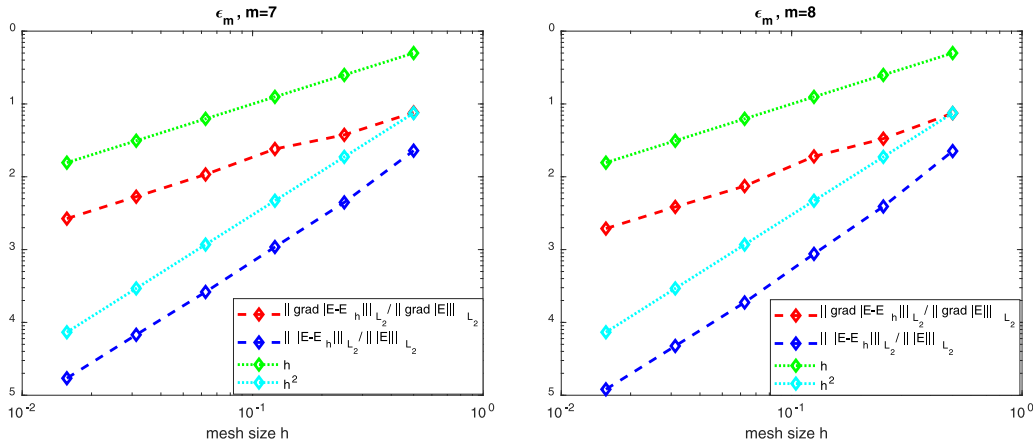 ϵm, m=7
0
1
2
3
4
5
|| grad |E-E h||| L2 / || grad |E||| L2
|| |E-E h||| L2 / || |E||| L2
h
h2
10-2
10-1
100
mesh size h
ϵm, m=8
0
1
2
3
4
5
|| grad |E-E h||| L2 / || grad |E||| L2
|| |E-E h||| L2 / || |E||| L2
h
h2
10-2
10-1
100
mesh size h